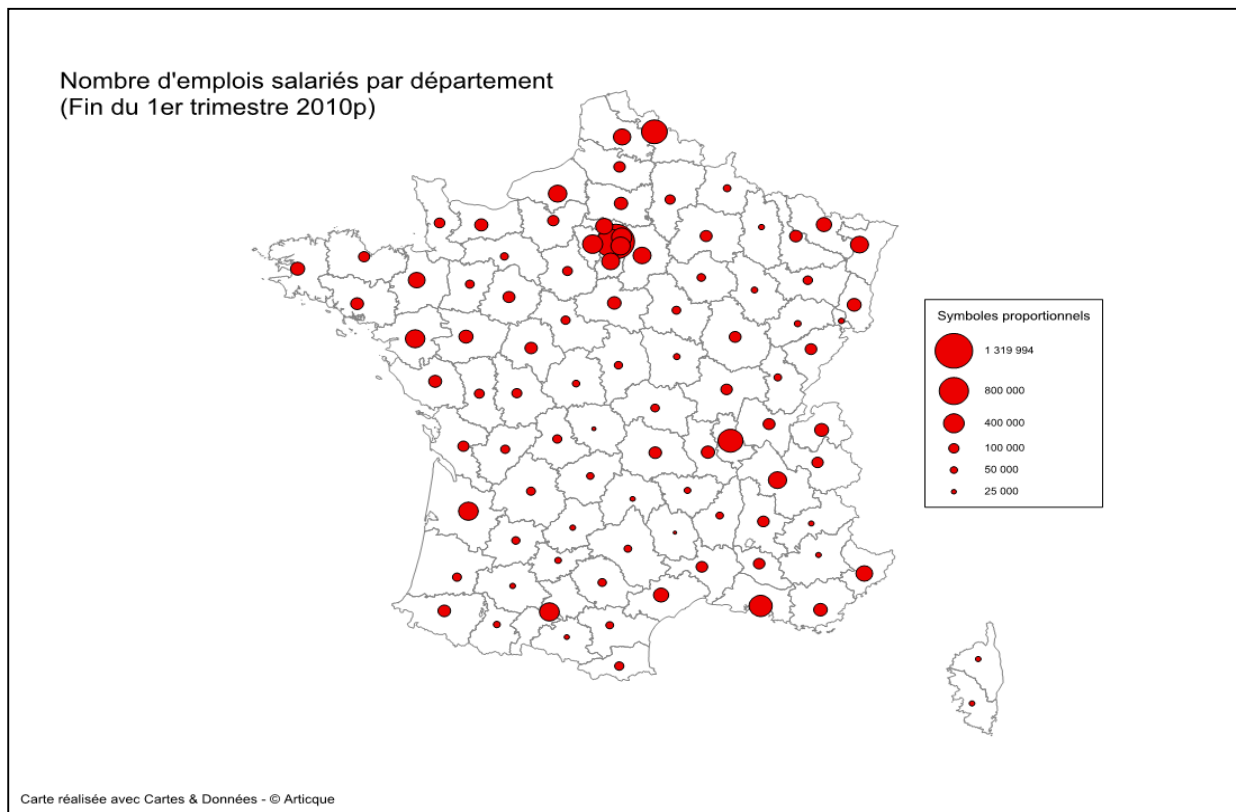 Nombre d'emplois salariés par département
(Fin du 1er trimestre 2010p)
Symboles proportionnels
1 319 994
800 000
400 000
100 000
50 000
25 000
Carte réalisée avec Cartes & Données - © Articque